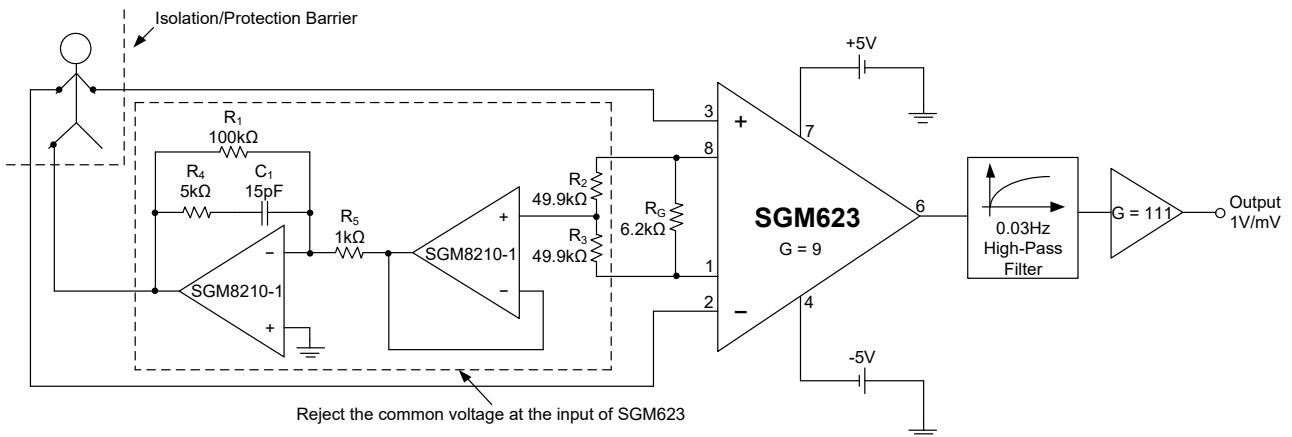 Isolation/Protection Barrier
+5V
R1
100kΩ
R4
5kΩ
C1
15pF
R5
1kΩ
R2
49.9kΩ
R3
49.9kΩ
RG
6.2kΩ
3
8
1
2
+
−
7
4
6
SGM623
G = 9
SGM8210-1
+
−
SGM8210-1
−
+
0.03Hz
High-Pass
Filter
G = 111
Output
1V/mV
-5V
Reject the common voltage at the input of SGM623